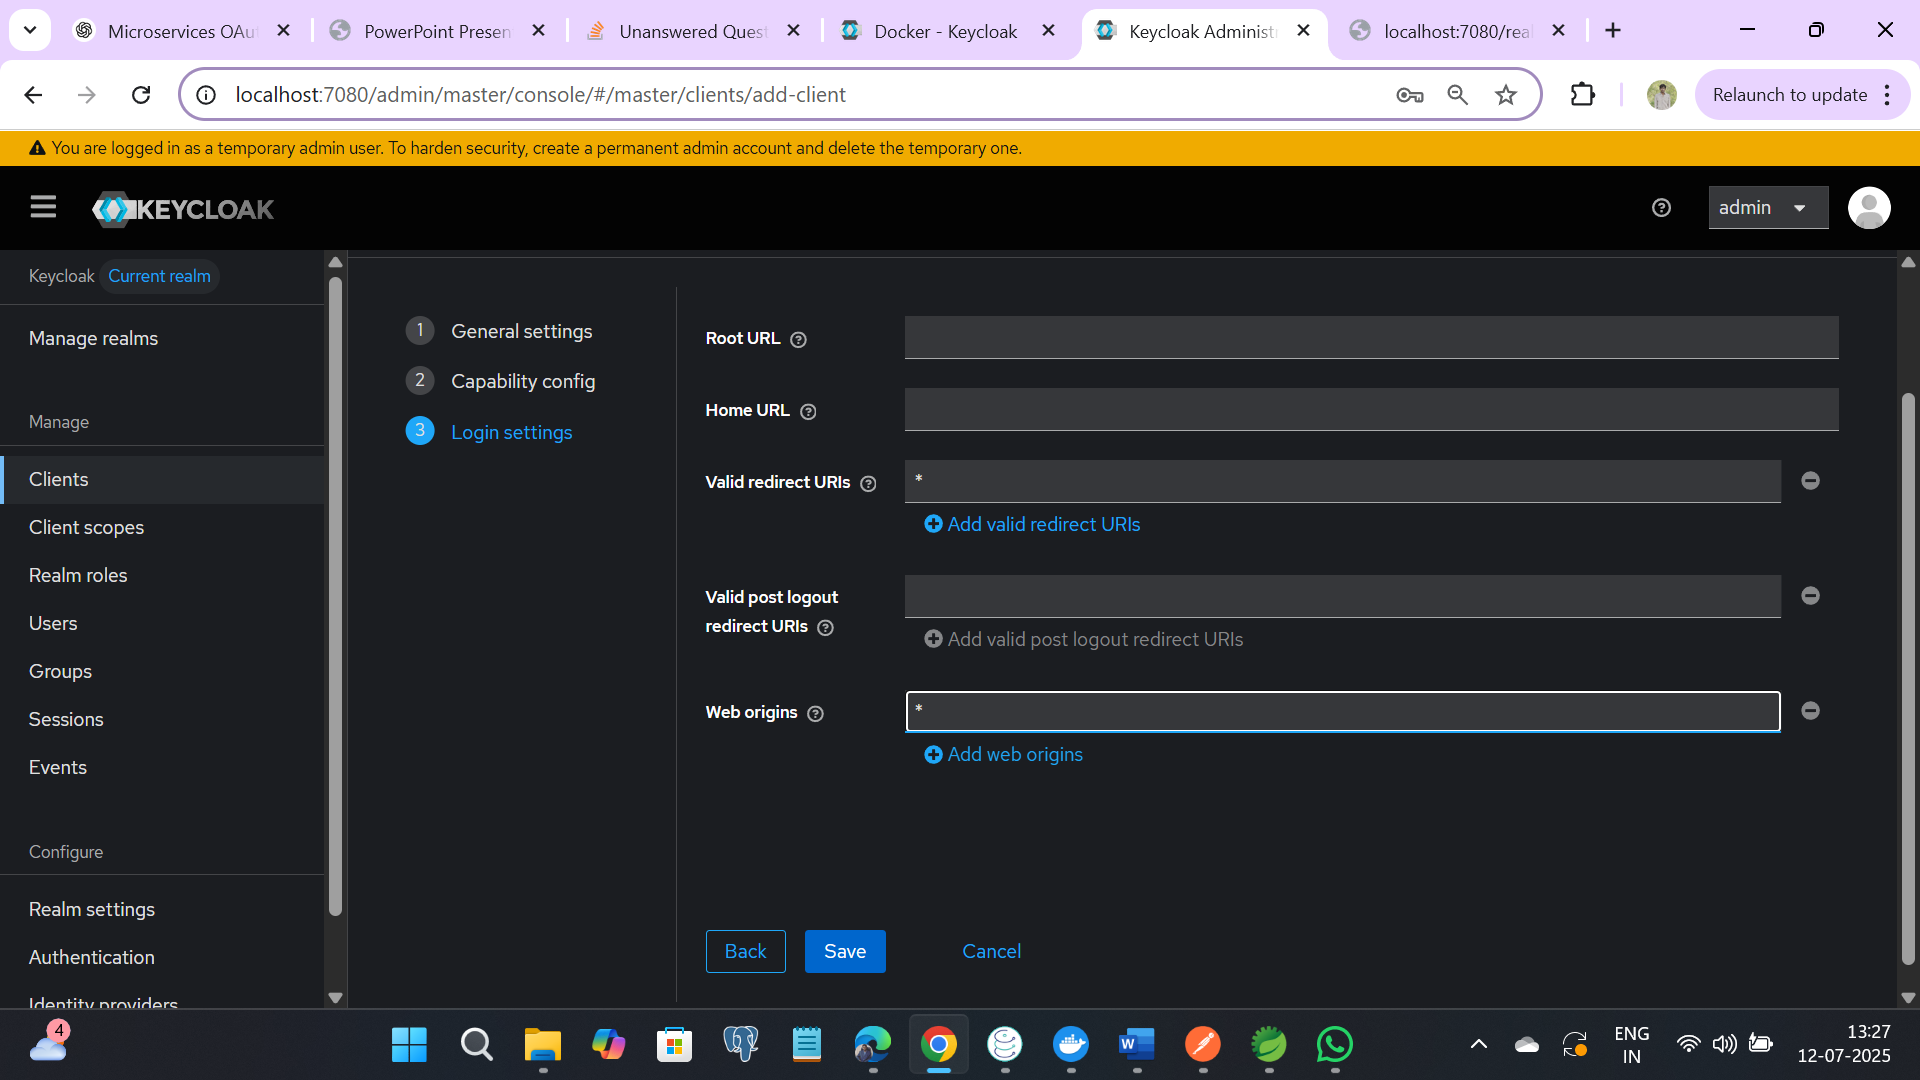 Microservices OAu
PowerPoint Presen
Unanswered Quest
Docker - Keycloak
Keycloak Administ
localhost:7080/real
localhost:7080/admin/master/console/#/master/clients/add-client
Relaunch to update
You are logged in as a temporary admin user. To harden security, create a permanent admin account and delete the temporary one.
KEYCLOAK
admin
Keycloak Current realm
Manage realms
Manage
Clients
Client scopes
Realm roles
Users
Groups
Sessions
Events
Configure
Realm settings
Authentication
Identity providers
1 General settings
2 Capability config
3 Login settings
Root URL
Home URL
Valid redirect URIs
*
Add valid redirect URIs
Valid post logout
redirect URIs
Add valid post logout redirect URIs
Web origins
*
Add web origins
Back
Save
Cancel
4
W
ENG
IN
13:27
12-07-2025